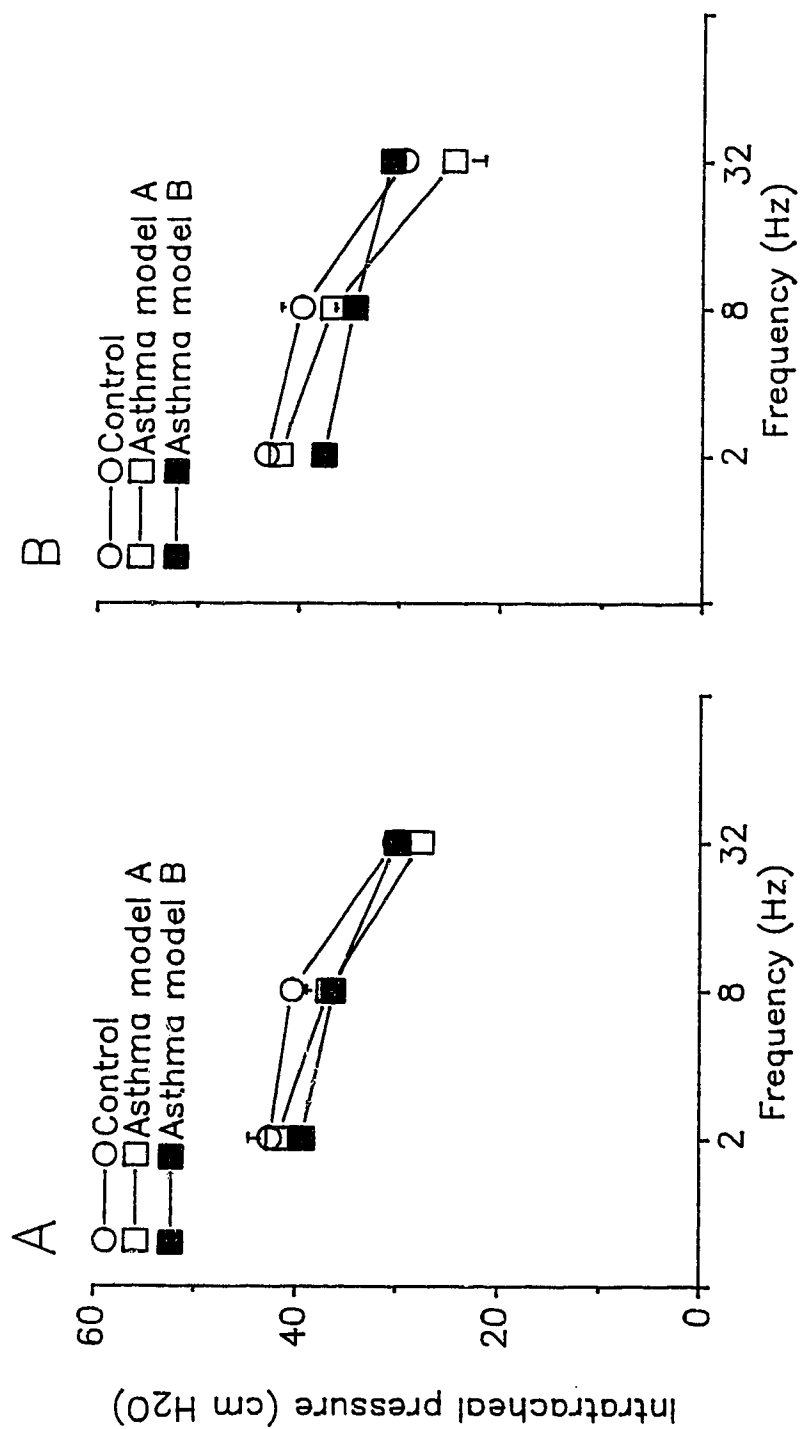 A
Control
Asthma model A
Asthma model B
60
40
20
0
Intratracheal pressure (cm H2O)
2
8
32
Frequency (Hz)
B
Control
Asthma model A
Asthma model B
2
8
32
Frequency (Hz)